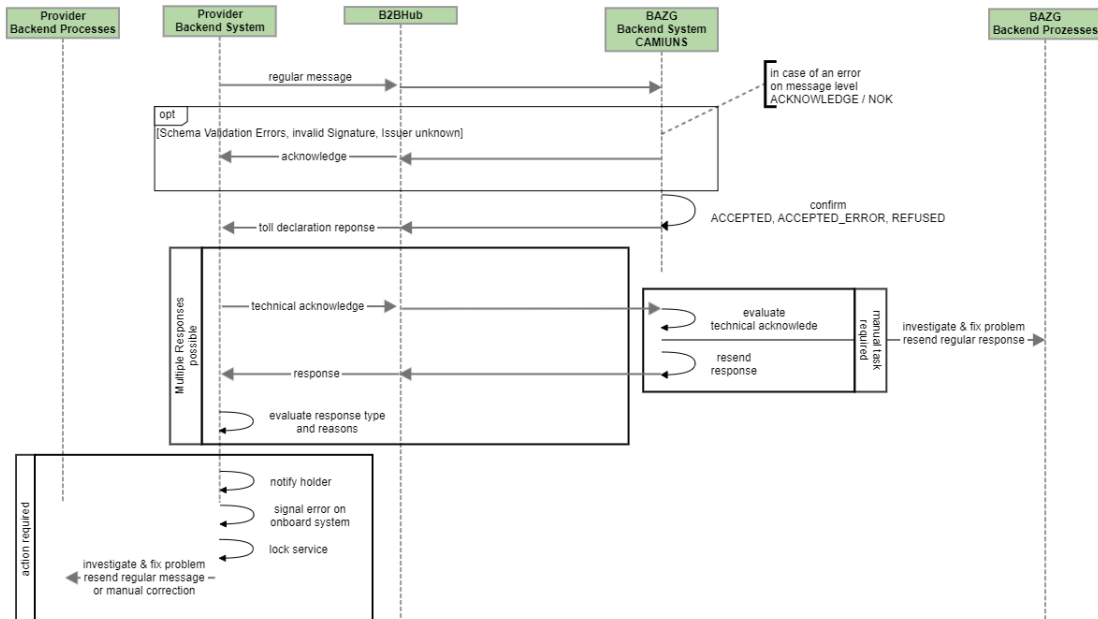 Provider
Backend Processes
Provider
Backend System
B2BHub
BAZG
Backend System
CAMIUNS
BAZG
Backend Prozesses
regular message
in case of an error
on message level
ACKNOWLEDGE / NOK
opt
[Schema Validation Errors, invalid Signature, Issuer unknown]
acknowledge
confirm
ACCEPTED, ACCEPTED_ERROR, REFUSED
toll declaration reponse
Multiple Responses
possible
technical acknowledge
evaluate
technical acknowlede
manual task
required
investigate & fix problem
resend regular response
resend
response
response
evaluate response type
and reasons
action required
notify holder
signal error on
onboard system
lock service
investigate & fix problem
resend regular message
or manual correction